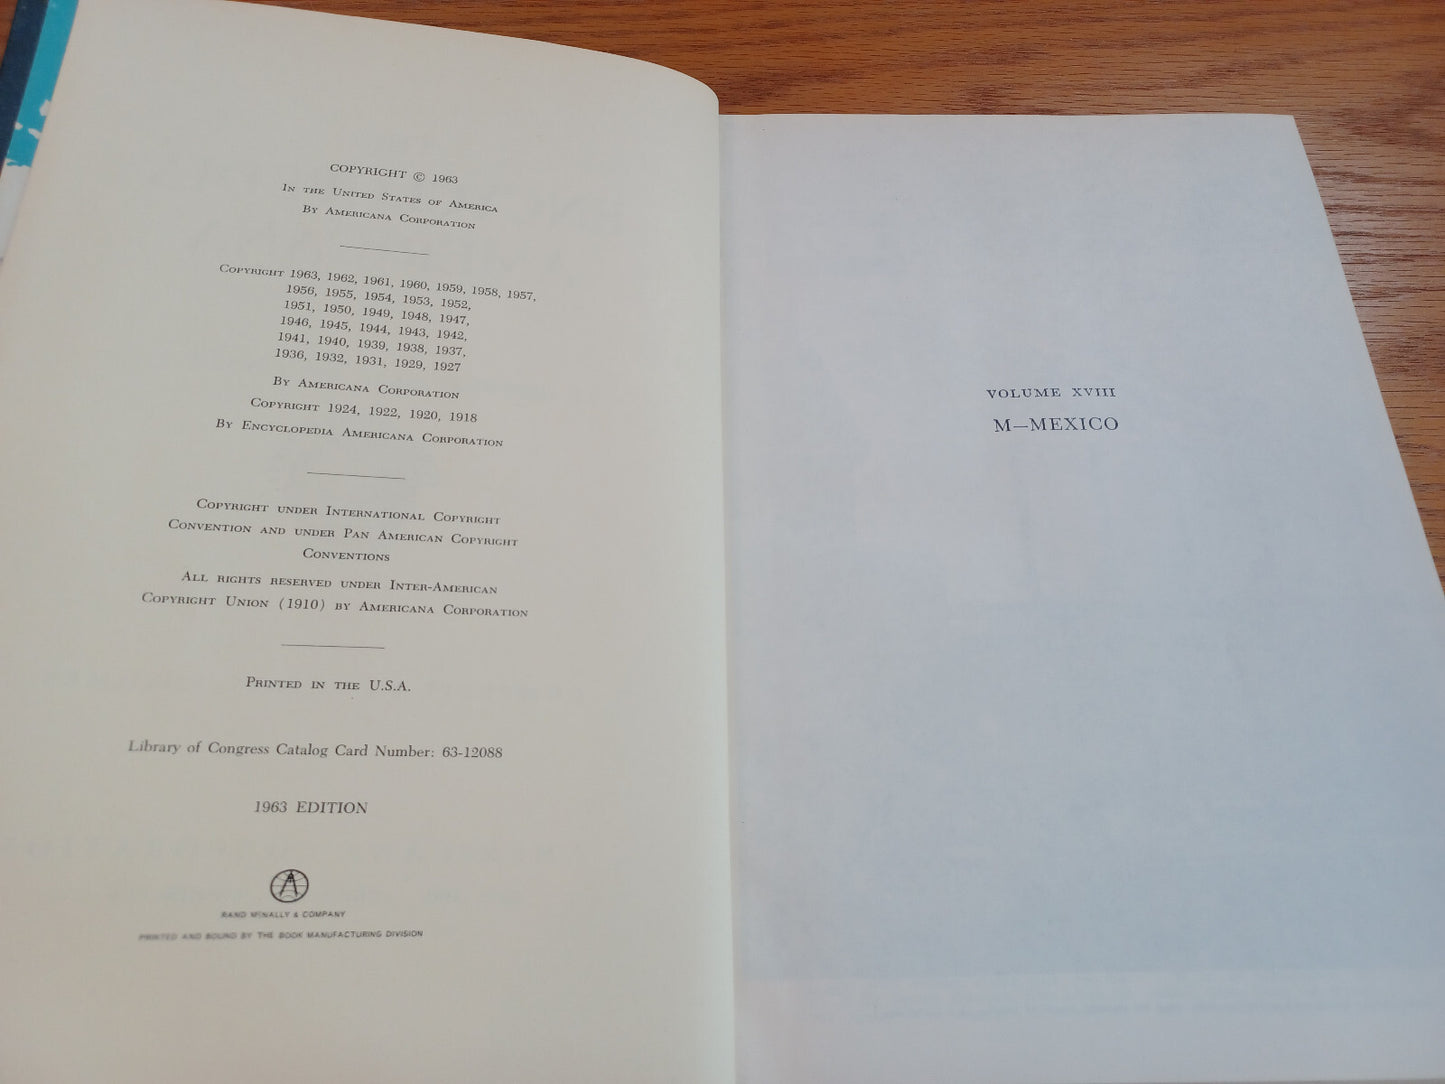 COPYRIGHT © 1963
IN THE UNITED STATES OF AMERICA
BY AMERICANA CORPORATION
COPYRIGHT 1963, 1962, 1961, 1960, 1959, 1958, 1957,
1956, 1955, 1954, 1953, 1952,
1951, 1950, 1949, 1948, 1947,
1946, 1945, 1944, 1943, 1942,
1941, 1940, 1939, 1938, 1937,
1936, 1932, 1931, 1929, 1927
BY AMERICANA CORPORATION
COPYRIGHT 1924, 1922, 1920, 1918
BY ENCYCLOPEDIA AMERICANA CORPORATION
COPYRIGHT UNDER INTERNATIONAL COPYRIGHT
CONVENTION AND UNDER PAN AMERICAN COPYRIGHT
CONVENTIONS
ALL RIGHTS RESERVED UNDER INTER-AMERICAN
COPYRIGHT UNION (1910) BY AMERICANA CORPORATION
PRINTED IN THE U.S.A.
Library of Congress Catalog Card Number: 63-12088
1963 EDITION
RAND MCNALLY & COMPANY
PRINTED AND BOUND BY THE BOOK MANUFACTURING DIVISION
VOLUME XVIII
M—MEXICO